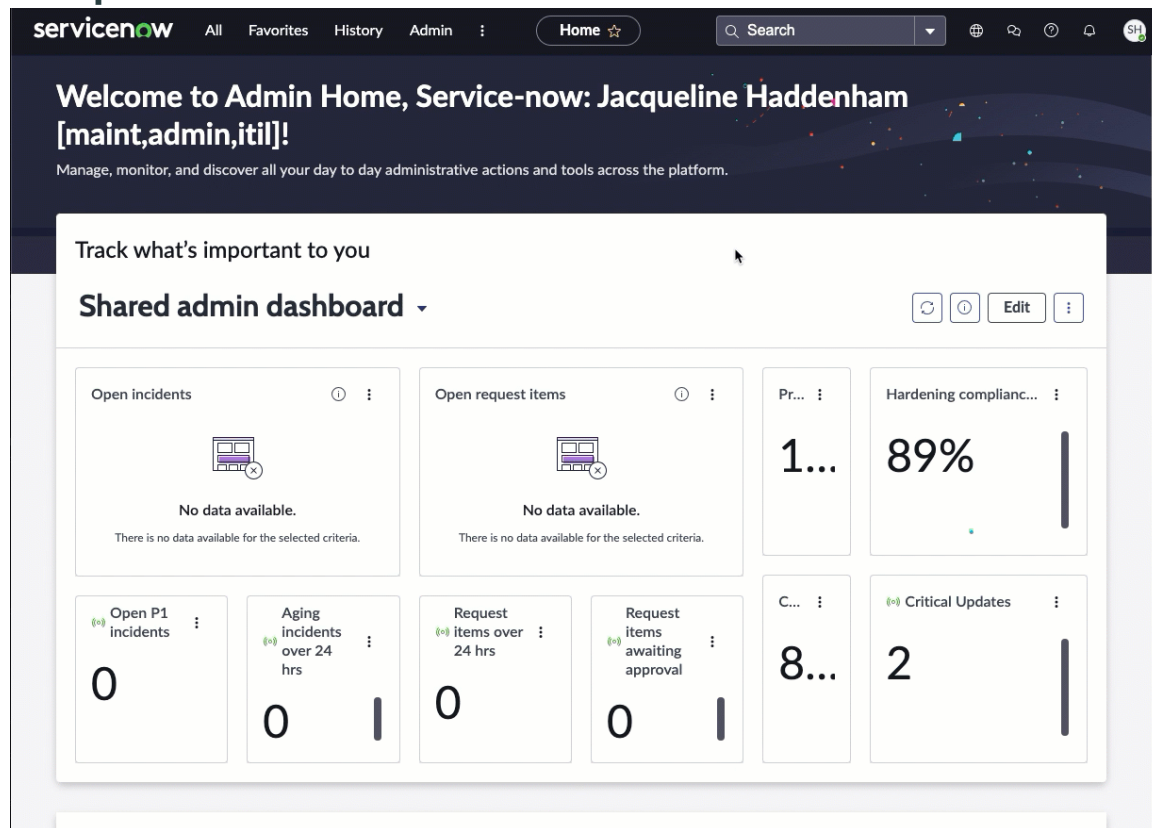 servicenow All Favorites History Admin Home Search SH
Welcome to Admin Home, Service-now: Jacqueline Haddenham
[maint,admin,itil]!
Manage, monitor, and discover all your day to day administrative actions and tools across the platform.
Track what's important to you
Shared admin dashboard
Edit
Open incidents
No data available.
There is no data available for the selected criteria.
Open request items
No data available.
There is no data available for the selected criteria.
Pr...
1...
Hardening complianc...
89%
Open P1
incidents
0
Aging
incidents
over 24
hrs
0
Request
items over
24 hrs
0
Request
items
awaiting
approval
0
C...
8...
Critical Updates
2